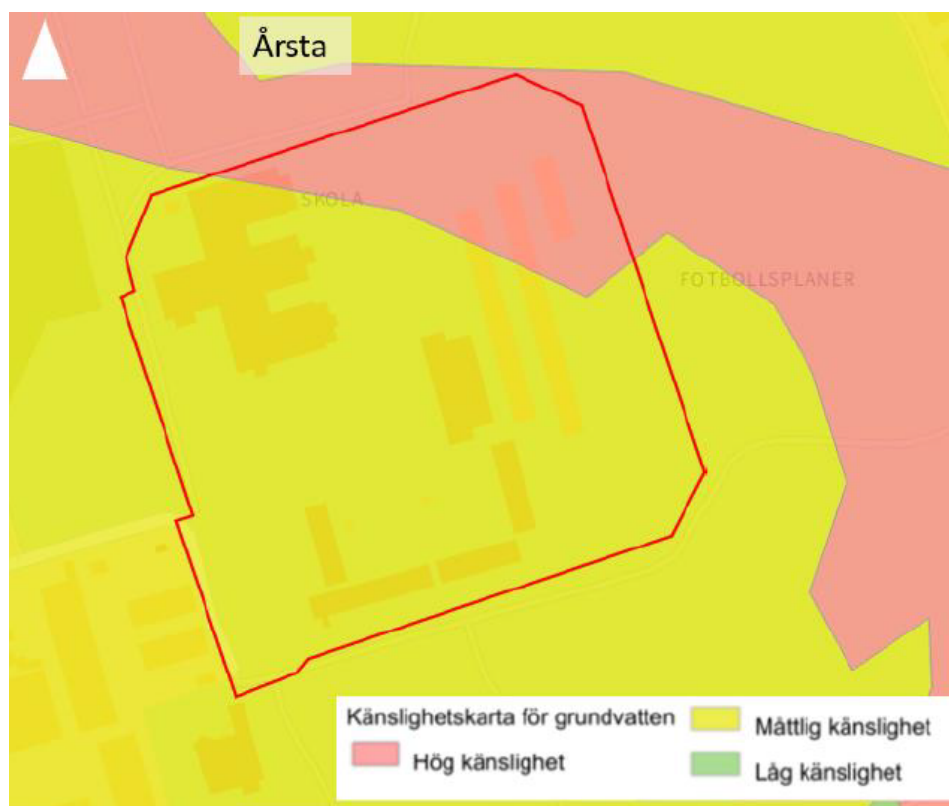 Årsta
SKOLA
FOTBOLLSPLANER
Känslighetskarta för grundvatten
Hög känslighet
Måttlig känslighet
Låg känslighet